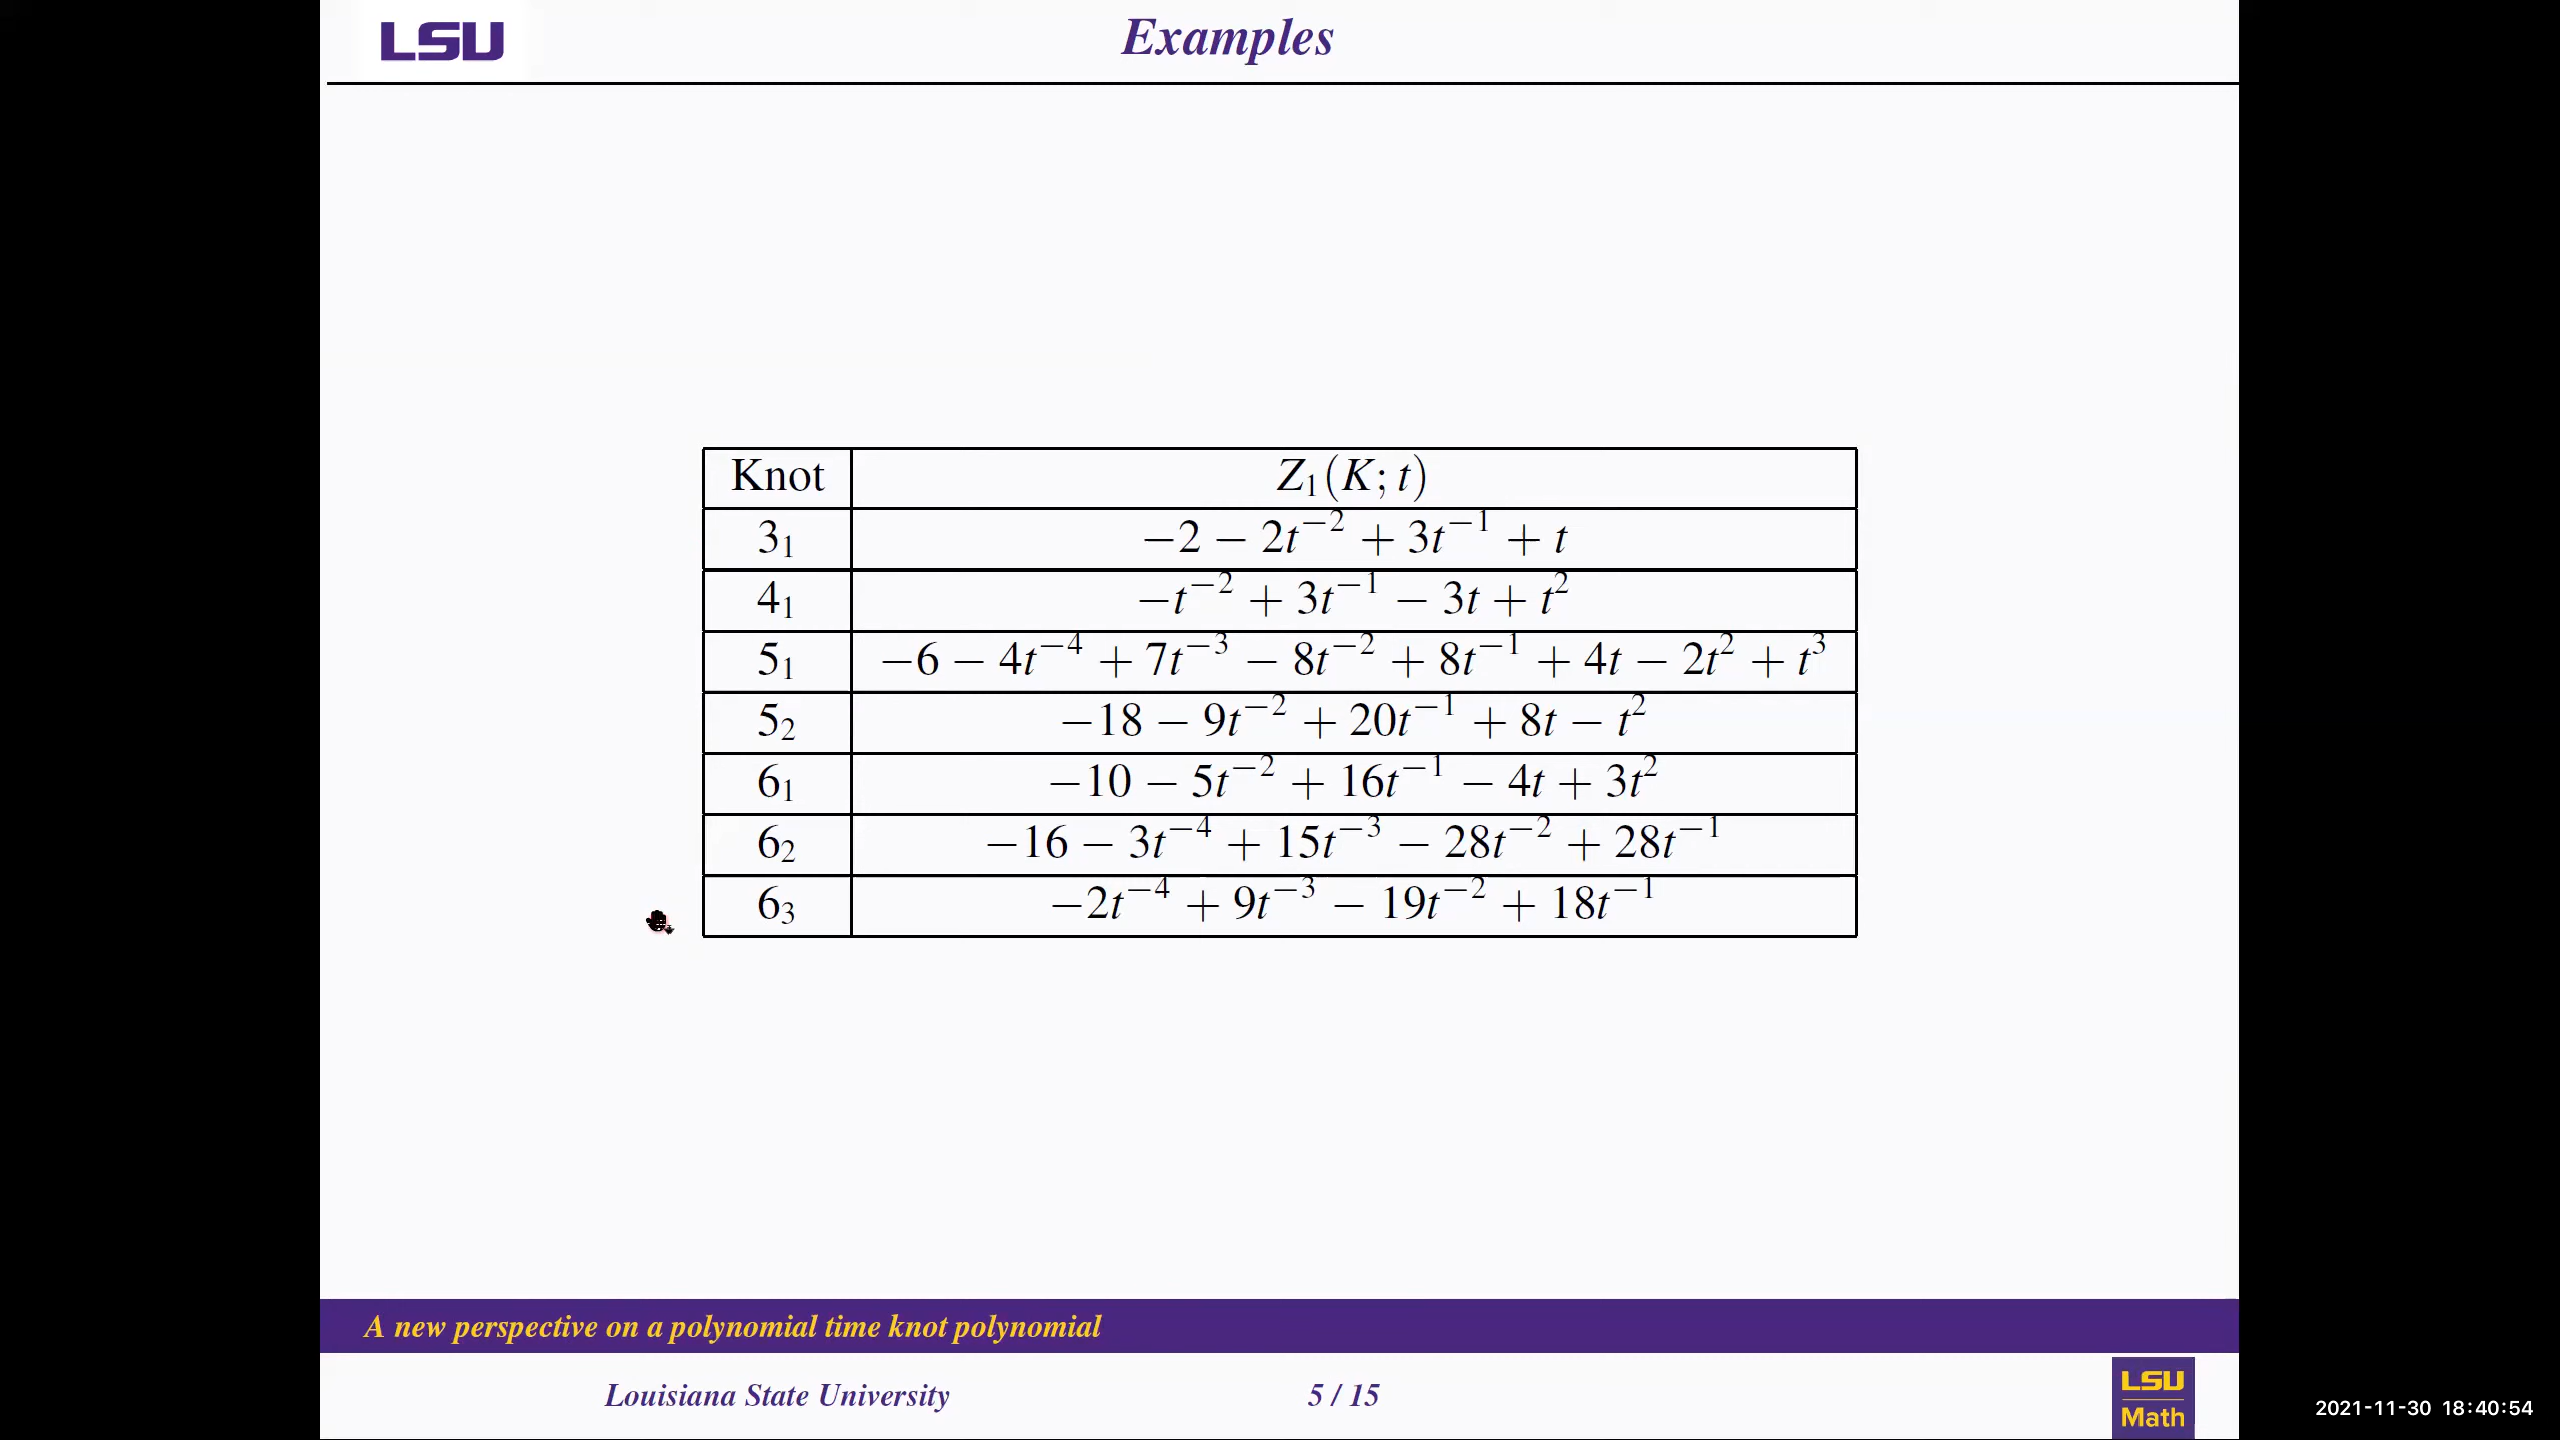 LSU
Examples
Knot Z₁(K; t)
3₁ −2 − 2t⁻² + 3t⁻¹ + t
4₁ −t⁻² + 3t⁻¹ − 3t + t²
5₁ −6 − 4t⁻⁴ + 7t⁻³ − 8t⁻² + 8t⁻¹ + 4t − 2t² + t³
5₂ −18 − 9t⁻² + 20t⁻¹ + 8t − t²
6₁ −10 − 5t⁻² + 16t⁻¹ − 4t + 3t²
6₂ −16 − 3t⁻⁴ + 15t⁻³ − 28t⁻² + 28t⁻¹
6₃ −2t⁻⁴ + 9t⁻³ − 19t⁻² + 18t⁻¹
A new perspective on a polynomial time knot polynomial
Louisiana State University 5 / 15
LSU
Math
2021-11-30 18:40:54